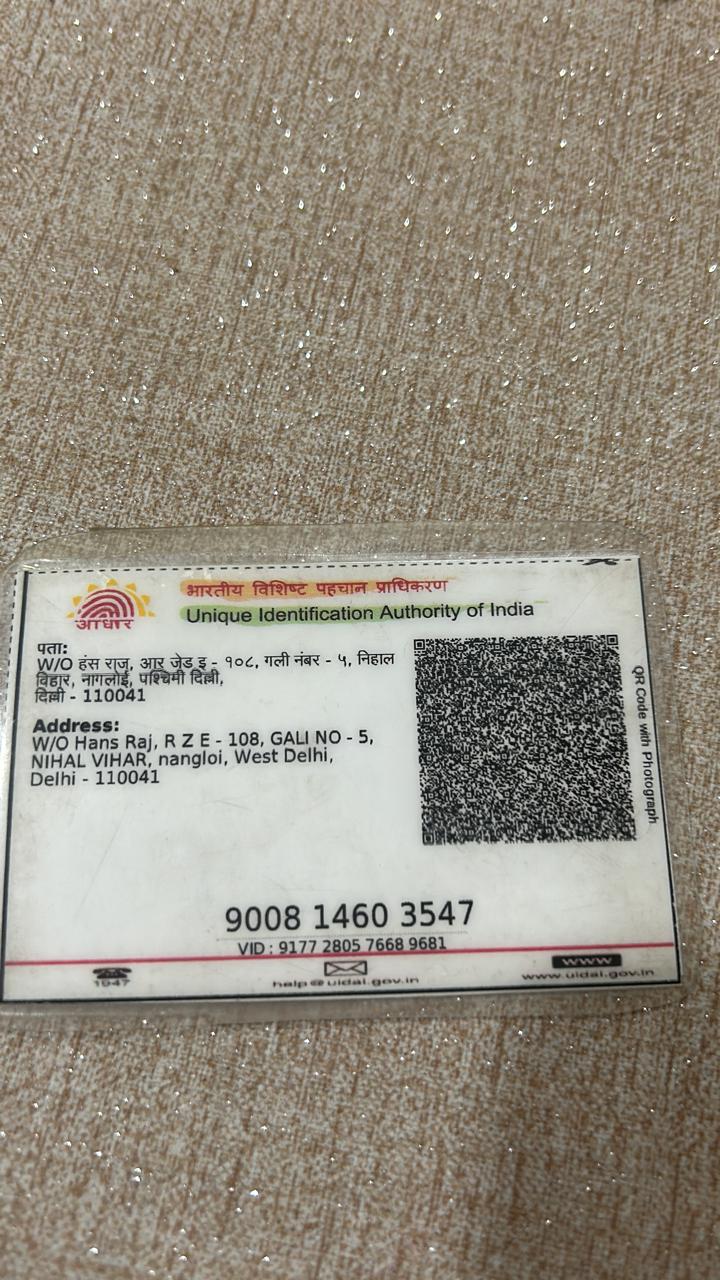 भारतीय विशिष्ट पहचान प्राधिकरण
Unique Identification Authority of India
आधार
पता:
W/O हंस राज, आर जेड इ - १०८, गली नंबर - ५, निहाल
विहार, नागलोई, पश्चिमी दिल्ली,
दिल्ली - 110041
Address:
W/O Hans Raj, R Z E - 108, GALI NO - 5,
NIHAL VIHAR, nangloi, West Delhi,
Delhi - 110041
QR Code with Photograph
9008 1460 3547
VID : 9177 2805 7668 9681
1947
help@uidai.gov.in
WWW
www.uidai.gov.in